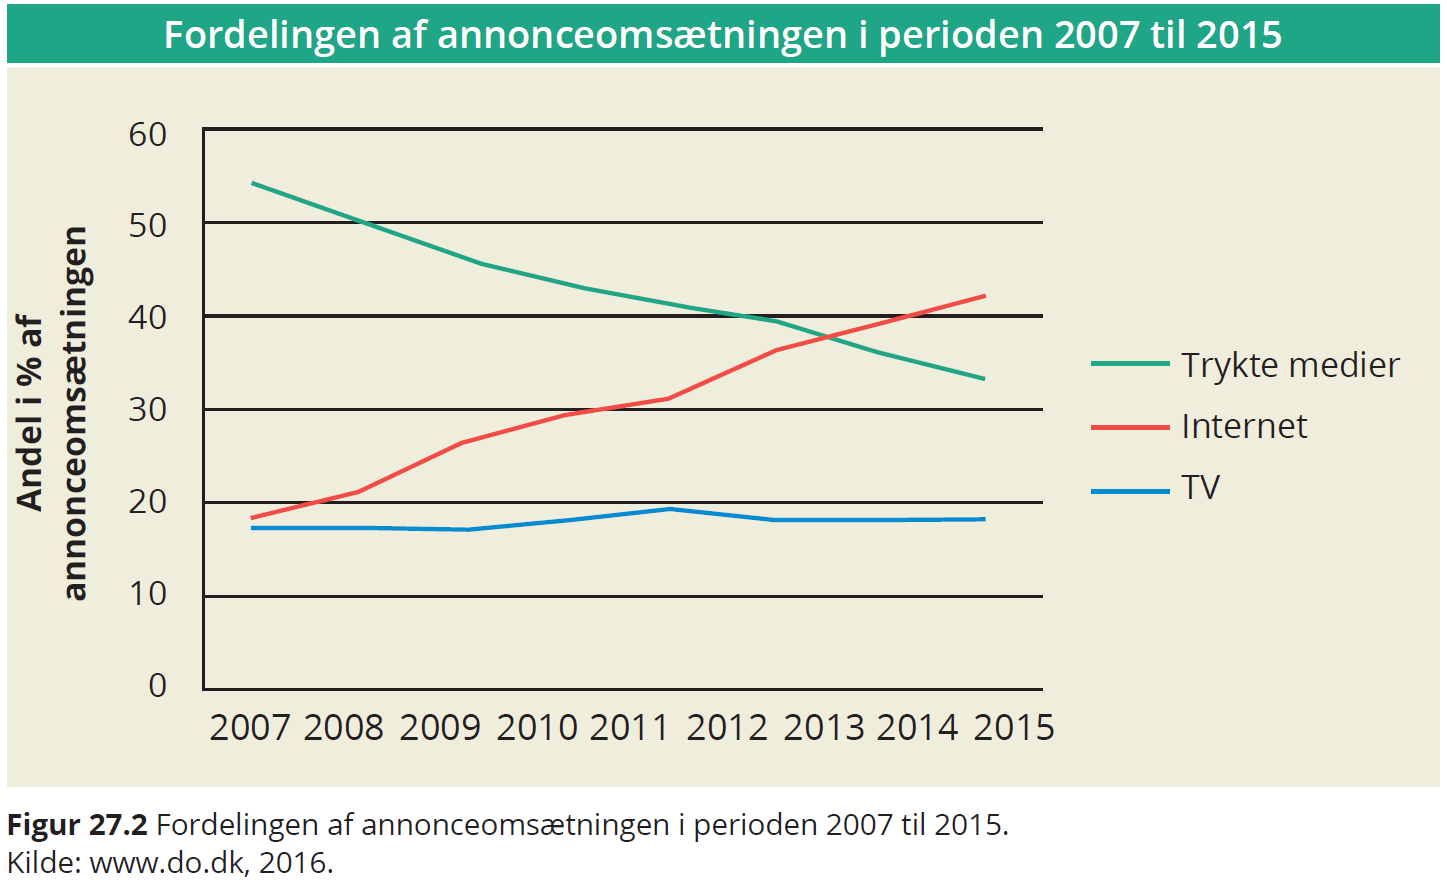 Fordelingen af annonceomsætningen i perioden 2007 til 2015
Andel i % af
annonceomsætningen
60
50
40
30
20
10
0
2007 2008 2009 2010 2011 2012 2013 2014 2015
Trykte medier
Internet
TV
Figur 27.2 Fordelingen af annonceomsætningen i perioden 2007 til 2015.
Kilde: www.do.dk, 2016.